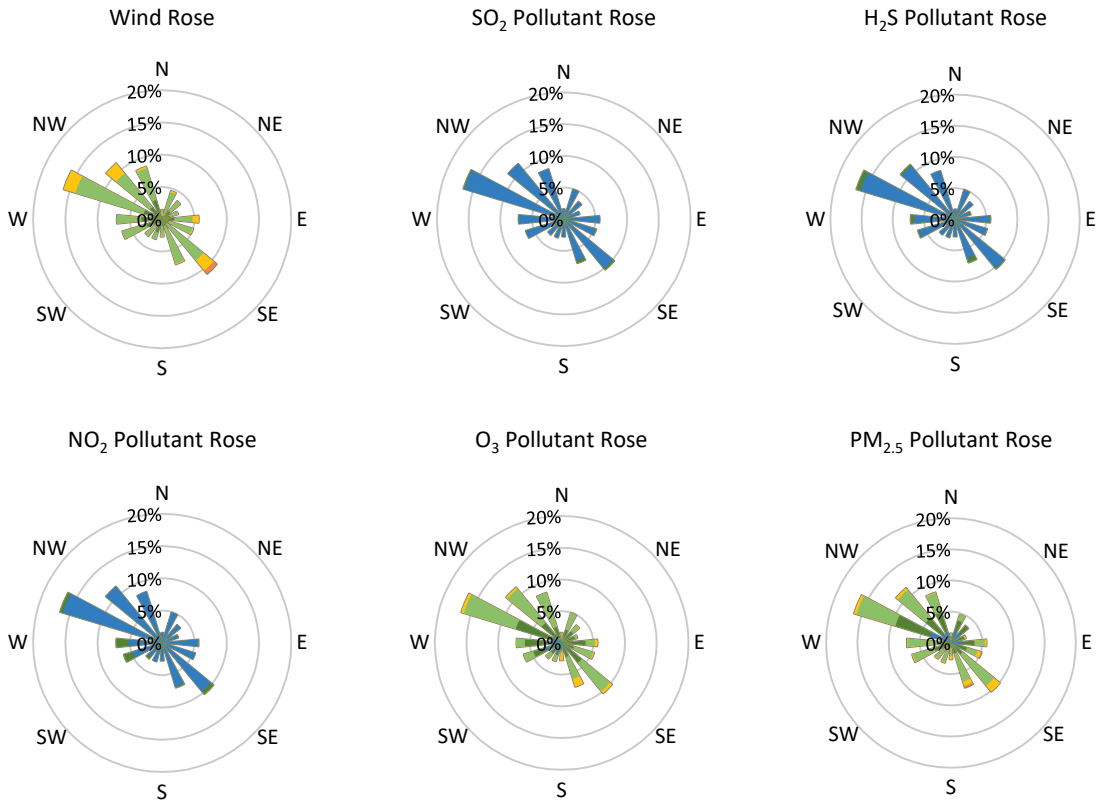 Wind Rose
N
20%
15%
10%
5%
0%
NW
NE
W
E
SW
SE
S
SO2 Pollutant Rose
N
20%
15%
10%
5%
0%
NW
NE
W
E
SW
SE
S
H2S Pollutant Rose
N
20%
15%
10%
5%
0%
NW
NE
W
E
SW
SE
S
NO2 Pollutant Rose
N
20%
15%
10%
5%
0%
NW
NE
W
E
SW
SE
S
O3 Pollutant Rose
N
20%
15%
10%
5%
0%
NW
NE
W
E
SW
SE
S
PM2.5 Pollutant Rose
N
20%
15%
10%
5%
0%
NW
NE
W
E
SW
SE
S